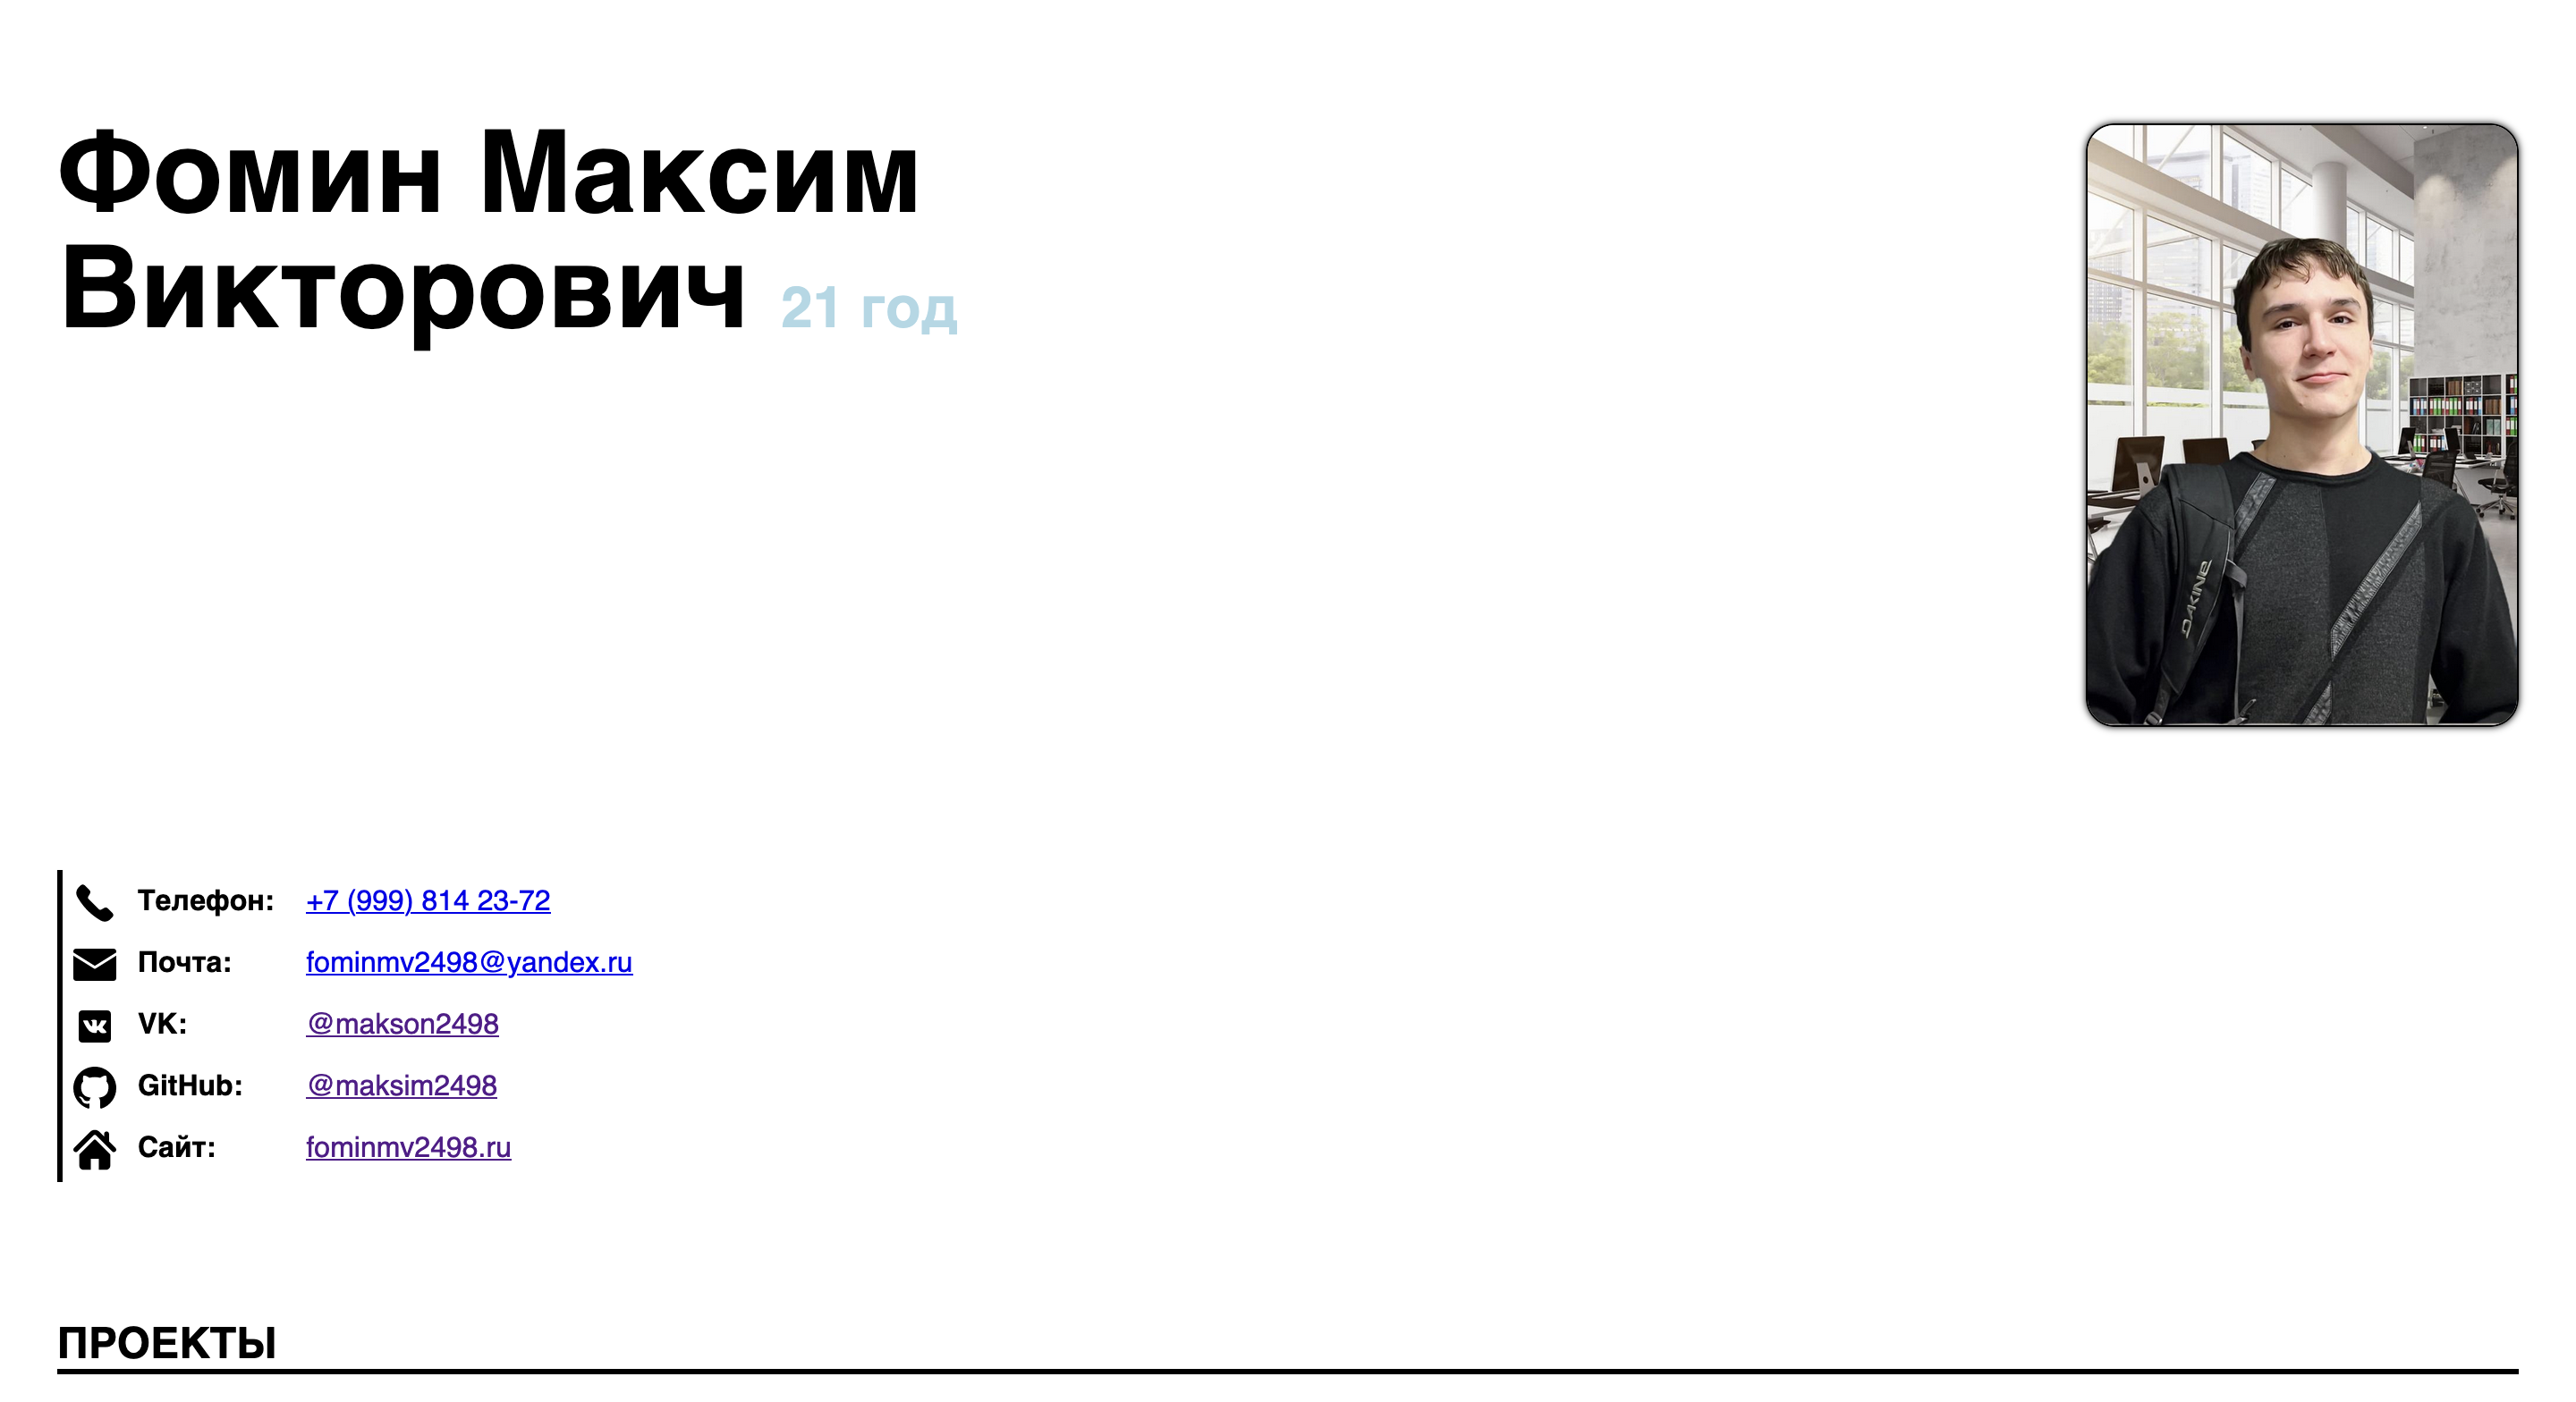 Фомин Максим
Викторович 21 год
DAKINE
Телефон: +7 (999) 814 23-72
Почта: fominmv2498@yandex.ru
VK: @makson2498
GitHub: @maksim2498
Сайт: fominmv2498.ru
ПРОЕКТЫ